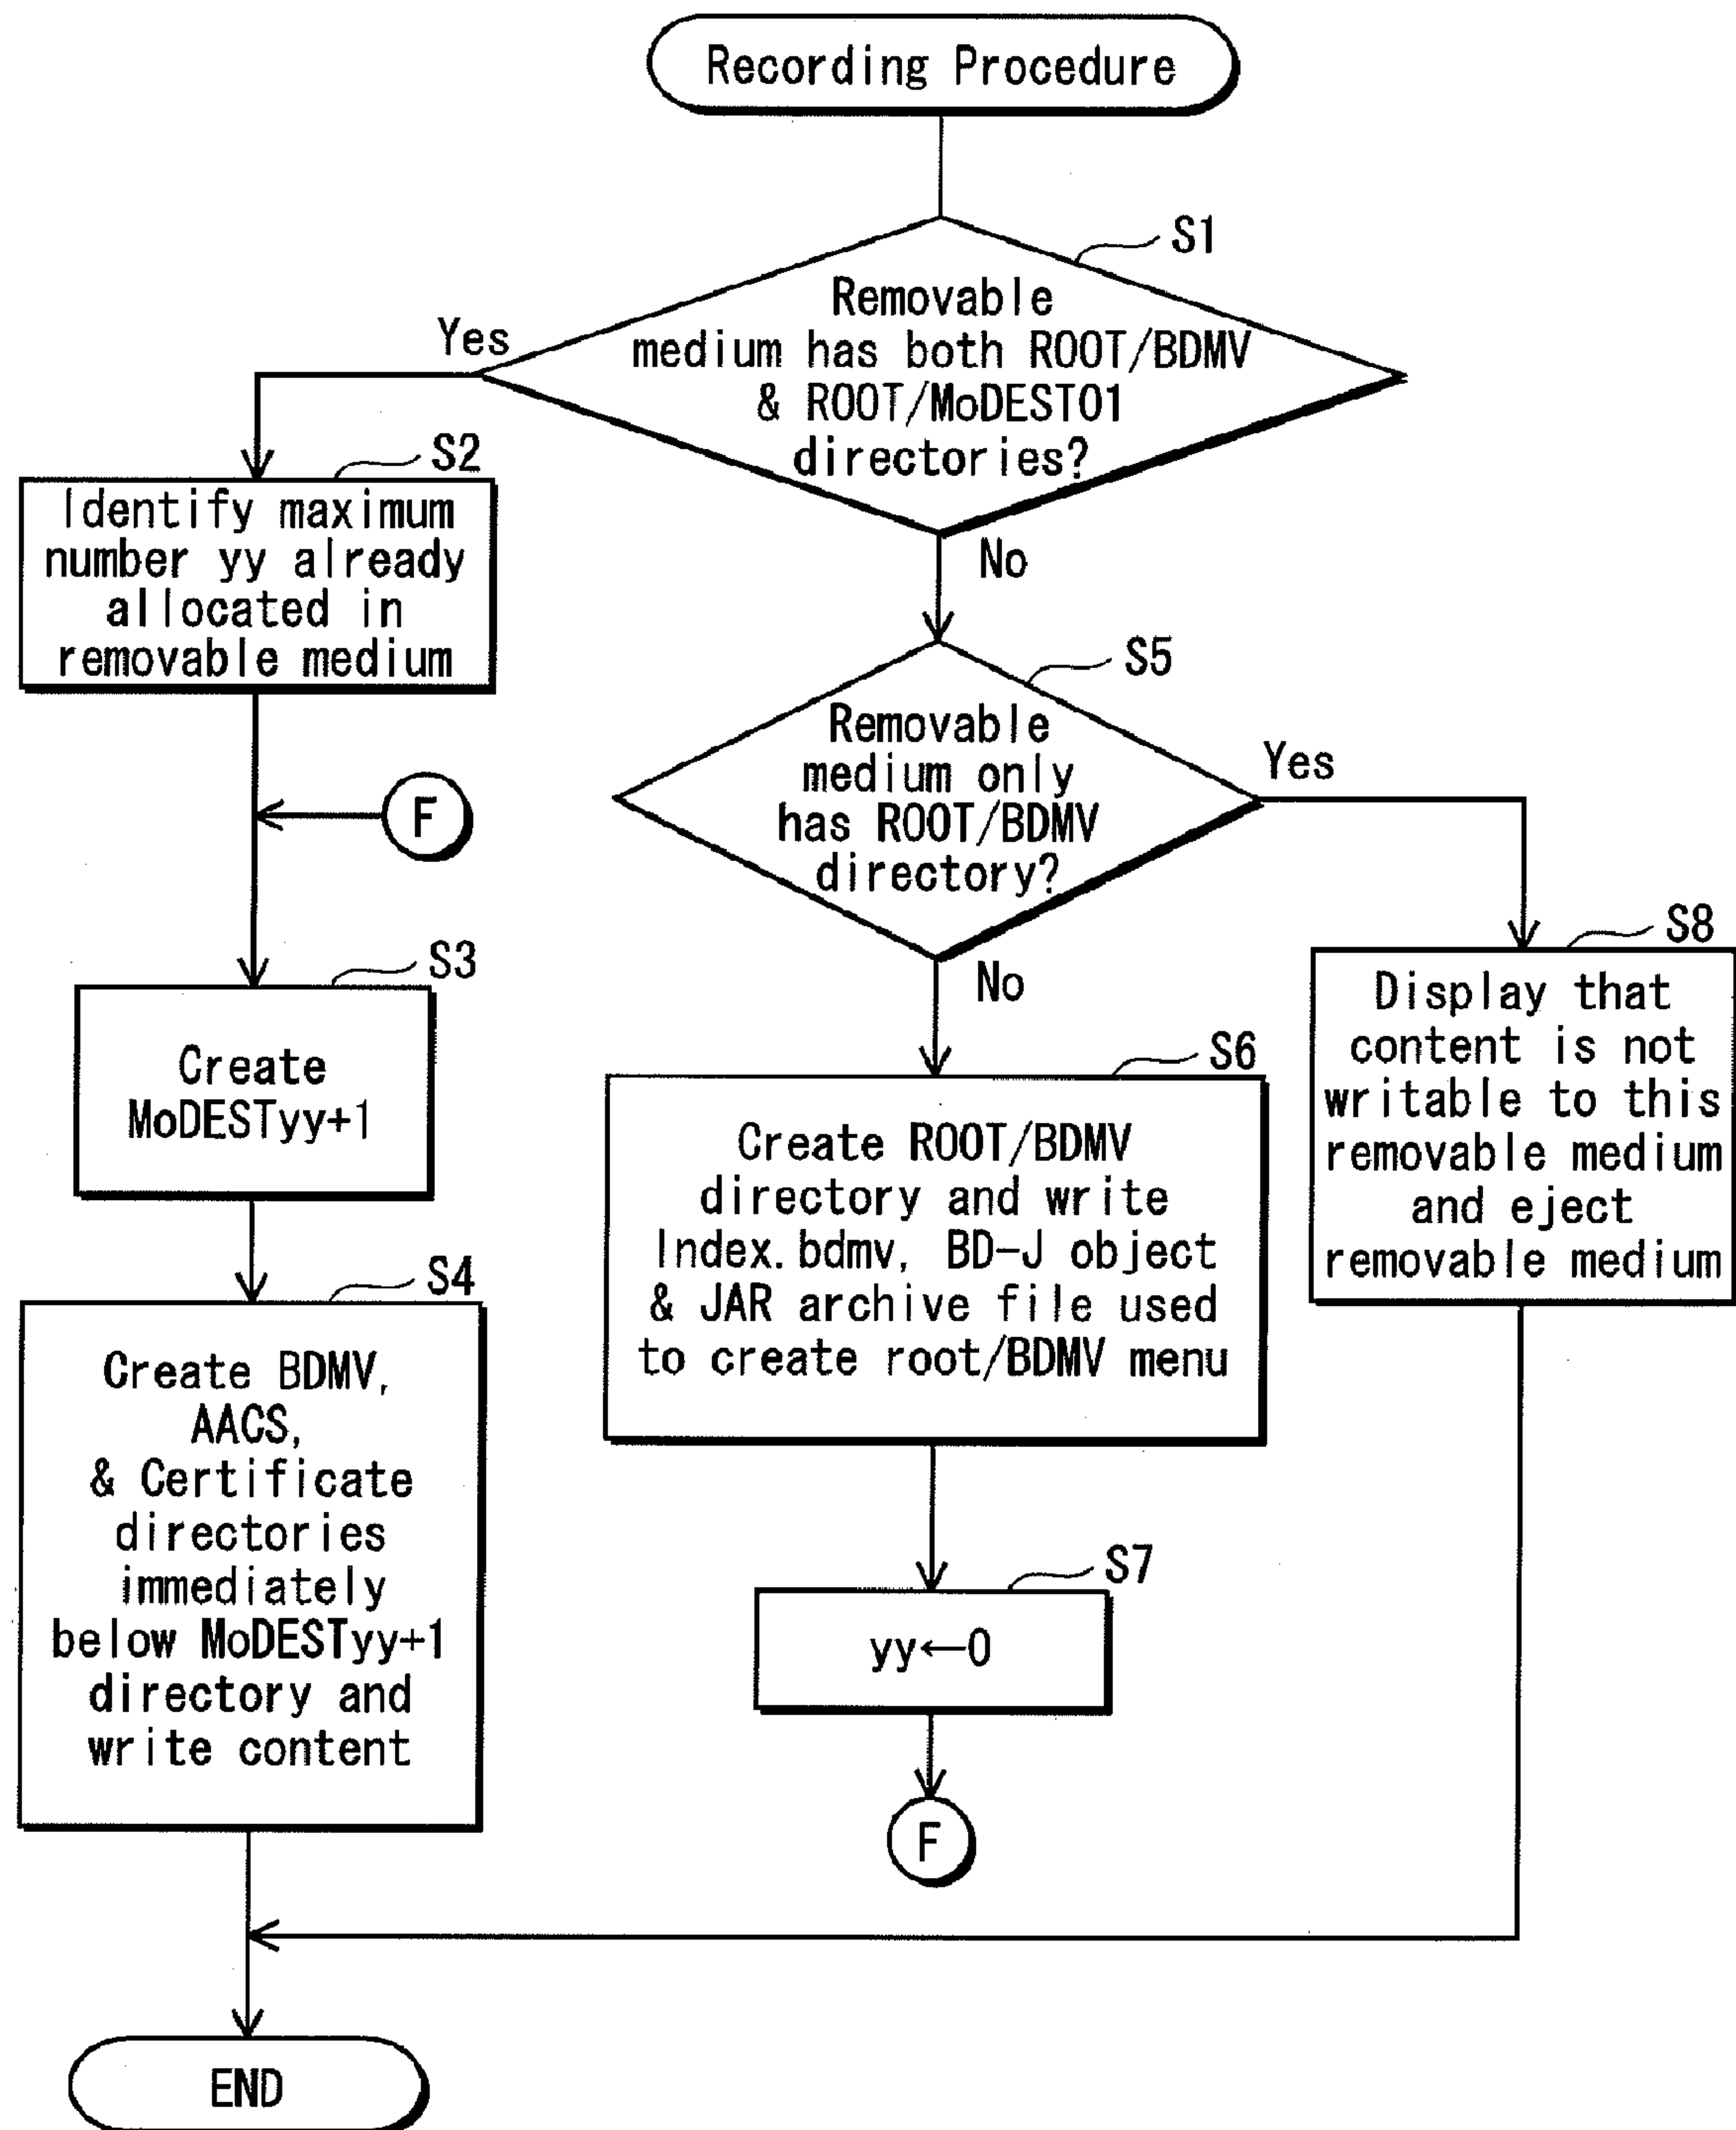 Recording Procedure
S1
Removable
medium has both ROOT/BDMV
& ROOT/MoDEST01
directories?
Yes
No
S2
Identify maximum
number yy already
allocated in
removable medium
F
S3
Create
MoDESTyy+1
S4
Create BDMV,
AACS,
& Certificate
directories
immediately
below MoDESTyy+1
directory and
write content
S5
Removable
medium only
has ROOT/BDMV
directory?
Yes
No
S6
Create ROOT/BDMV
directory and write
Index.bdmv, BD-J object
& JAR archive file used
to create root/BDMV menu
S7
yy←0
F
S8
Display that
content is not
writable to this
removable medium
and eject
removable medium
END